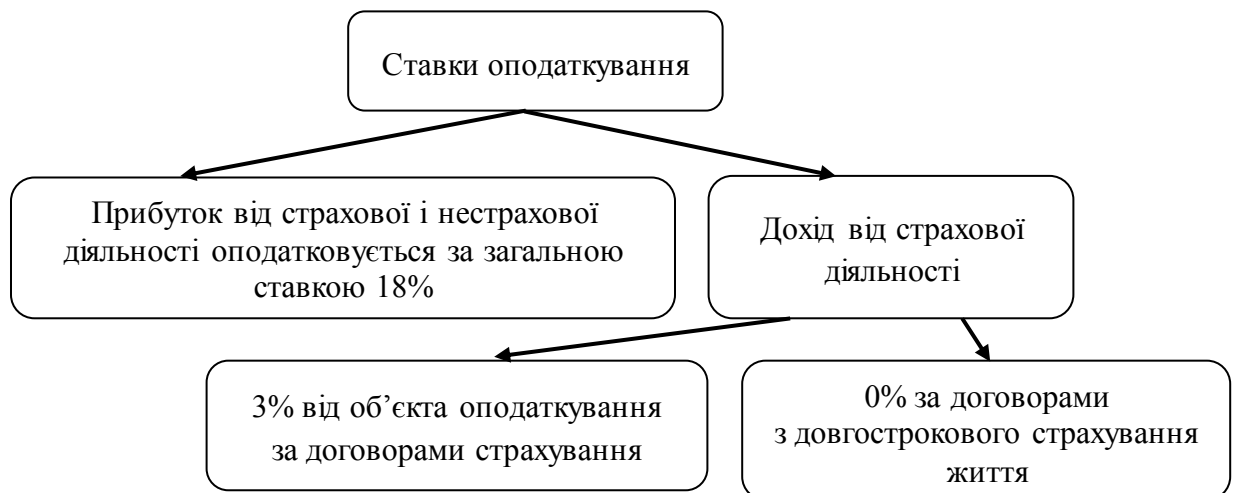 Ставки оподаткування
Прибуток від страхової і нестрахової
діяльності оподатковується за загальною
ставкою 18%
Дохід від страхової
діяльності
3% від об’єкта оподаткування
за договорами страхування
0% за договорами
з довгострокового страхування
життя